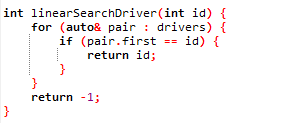 int linearSearchDriver(int id) {
    for (auto& pair : drivers) {
        if (pair.first == id) {
            return id;
        }
    }
    return -1;
}